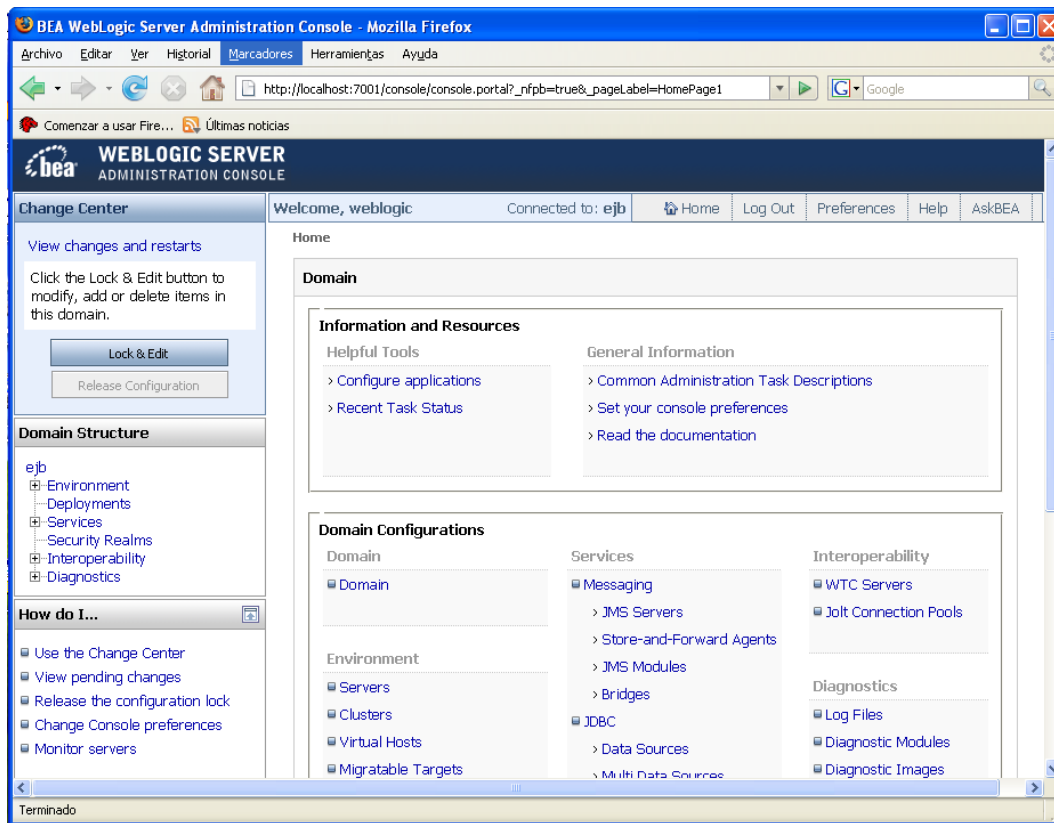 BEA WebLogic Server Administration Console - Mozilla Firefox
Archivo Editar Ver Historial Marcadores Herramientas Ayuda
http://localhost:7001/console/console.portal?_nfpb=true&_pageLabel=HomePage1
G Google
Comenzar a usar Fire... Últimas noticias
bea
WEBLOGIC SERVER
ADMINISTRATION CONSOLE
Change Center
View changes and restarts
Click the Lock & Edit button to
modify, add or delete items in
this domain.
Lock & Edit
Release Configuration
Domain Structure
ejb
Environment
Deployments
Services
Security Realms
Interoperability
Diagnostics
How do I...
Use the Change Center
View pending changes
Release the configuration lock
Change Console preferences
Monitor servers
Welcome, weblogic Connected to: ejb Home Log Out Preferences Help AskBEA
Home
Domain
Information and Resources
Helpful Tools
> Configure applications
> Recent Task Status
General Information
> Common Administration Task Descriptions
> Set your console preferences
> Read the documentation
Domain Configurations
Domain
Domain
Environment
Servers
Clusters
Virtual Hosts
Migratable Targets
Services
Messaging
> JMS Servers
> Store-and-Forward Agents
> JMS Modules
> Bridges
JDBC
> Data Sources
> Multi Data Sources
Interoperability
WTC Servers
Jolt Connection Pools
Diagnostics
Log Files
Diagnostic Modules
Diagnostic Images
Terminado